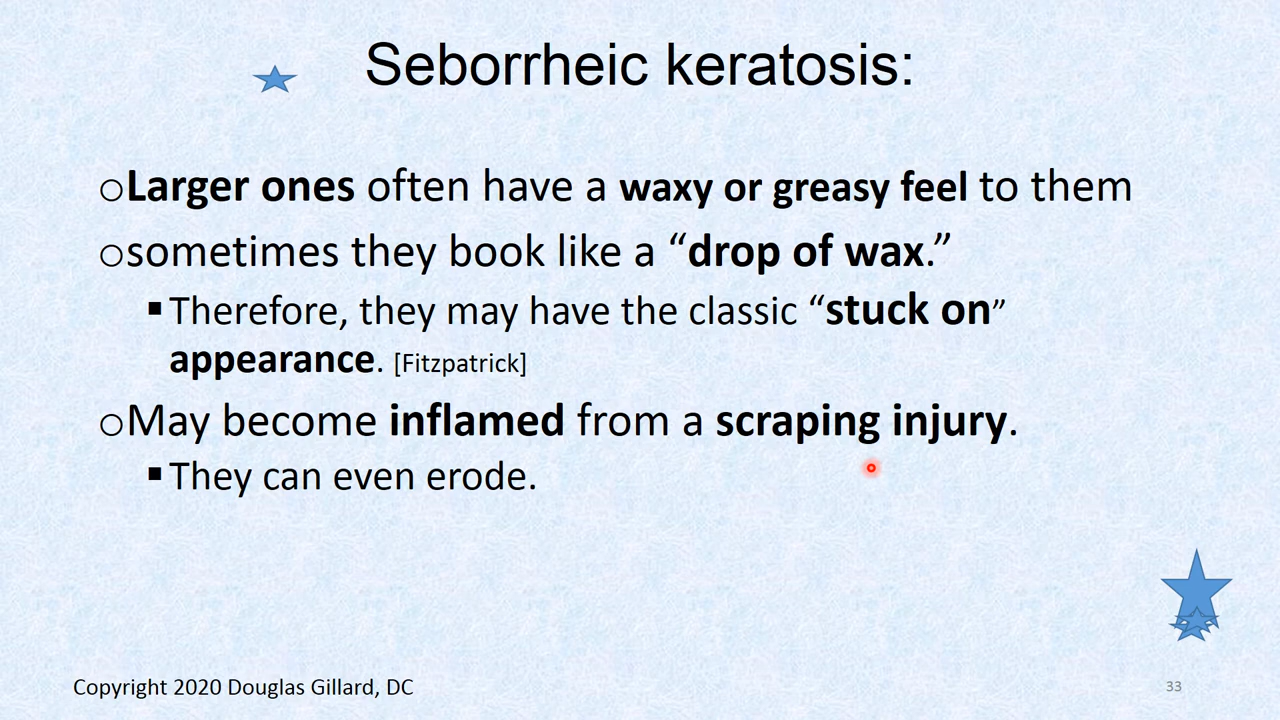 Seborrheic keratosis:
oLarger ones often have a waxy or greasy feel to them
osometimes they book like a “drop of wax.”
▪Therefore, they may have the classic “stuck on”
appearance. [Fitzpatrick]
oMay become inflamed from a scraping injury.
▪They can even erode.
Copyright 2020 Douglas Gillard, DC
33